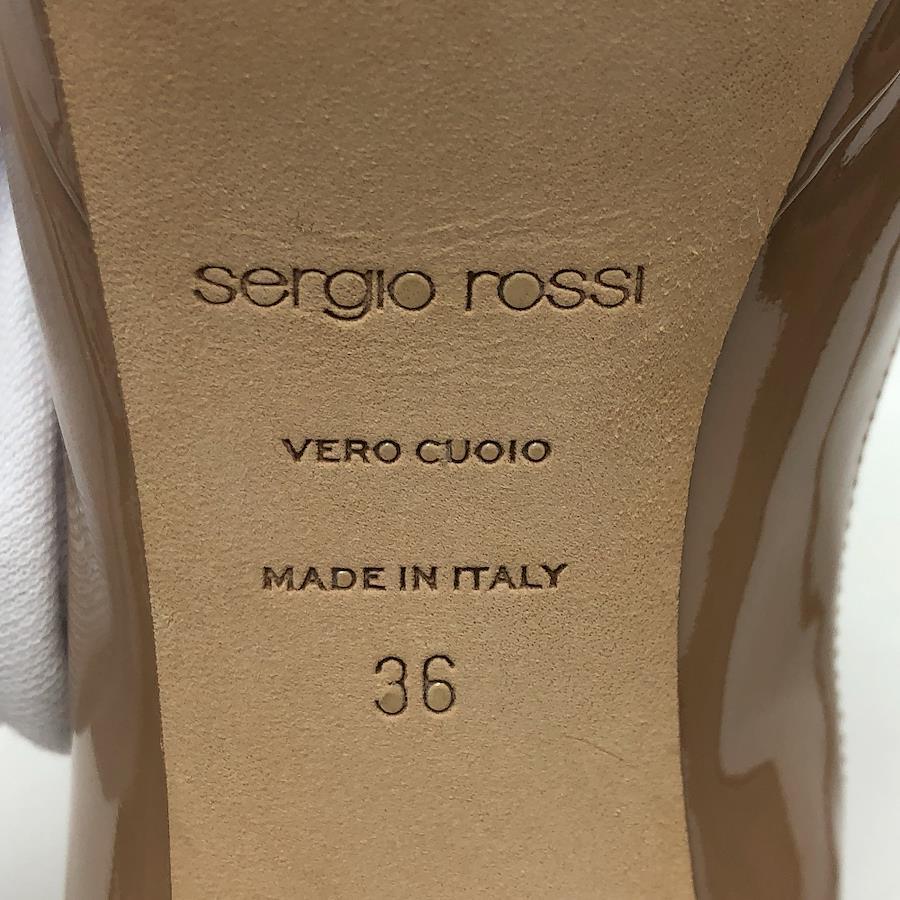 sergio rossi
VERO CUOIO
MADE IN ITALY
36